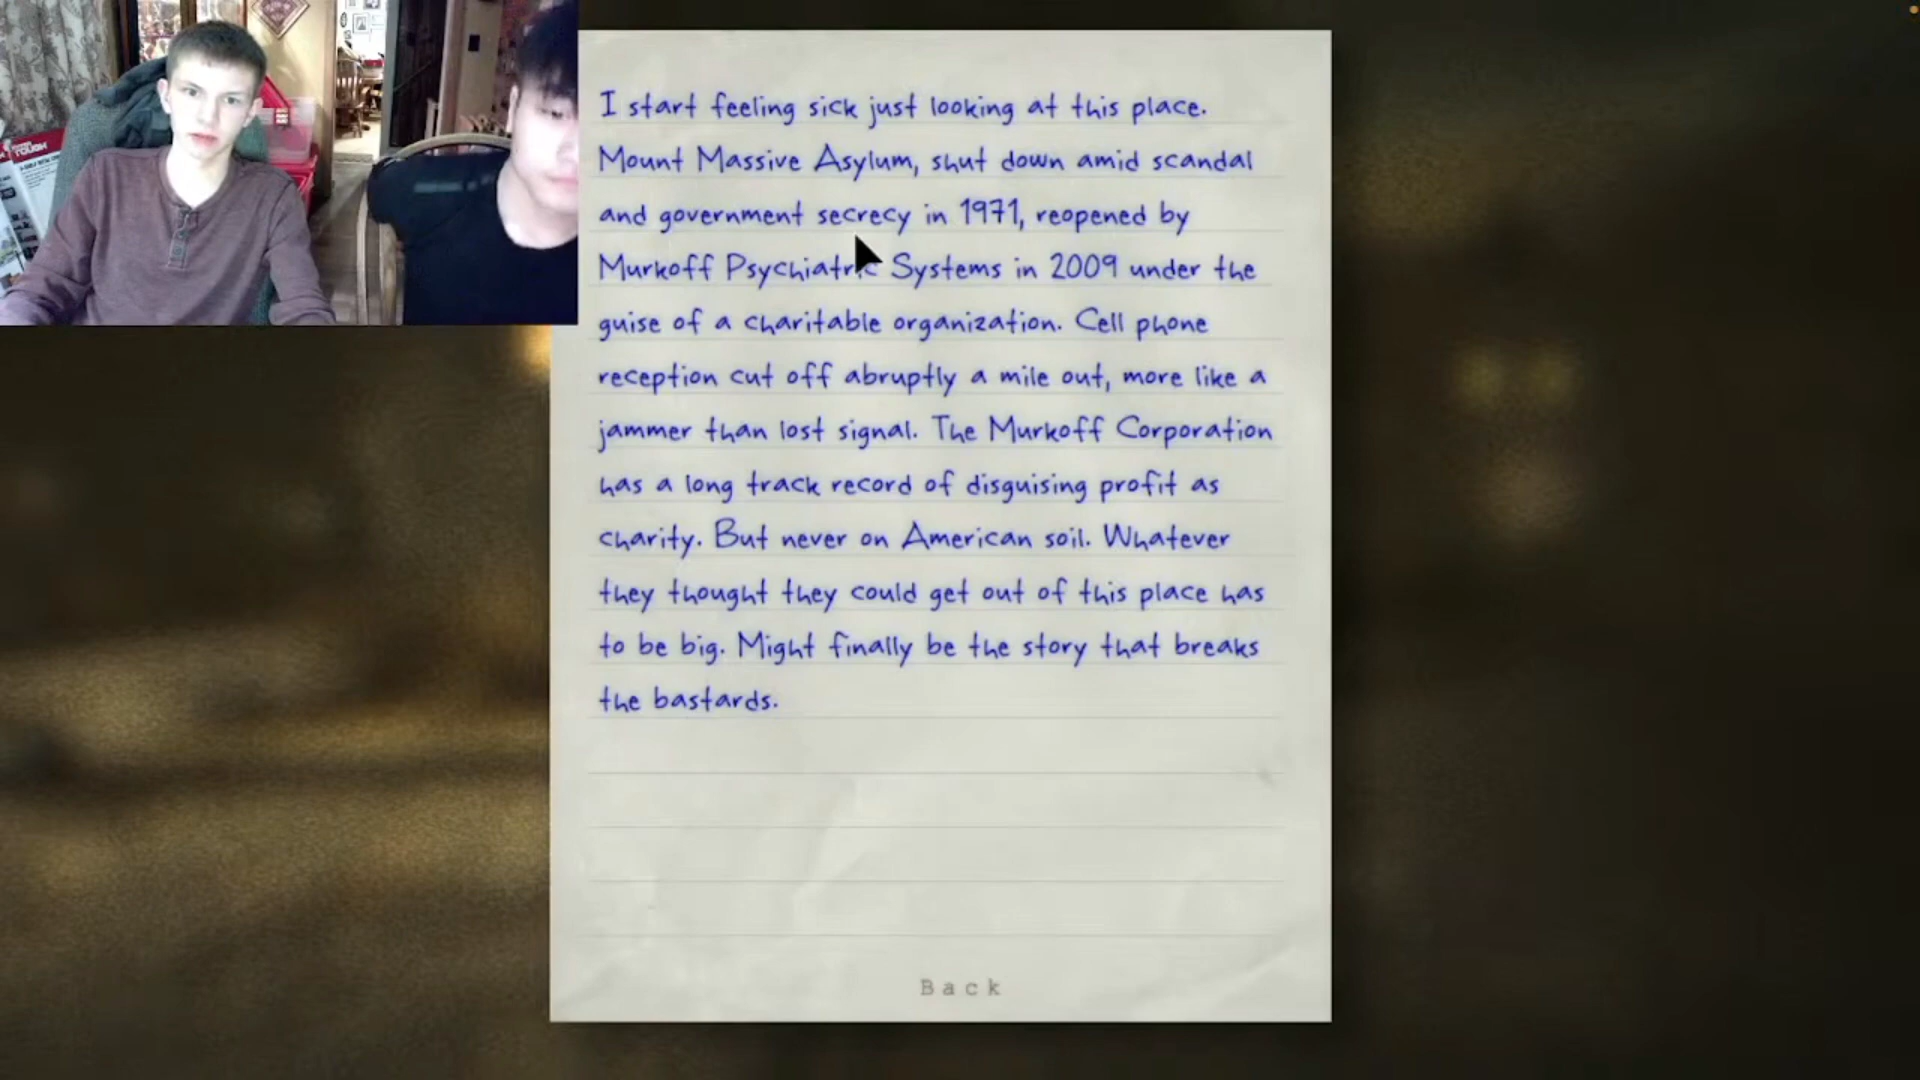 I start feeling sick just looking at this place.
Mount Massive Asylum, shut down amid scandal
and government secrecy in 1971, reopened by
Murkoff Psychiatric Systems in 2009 under the
guise of a charitable organization. Cell phone
reception cut off abruptly a mile out, more like a
jammer than lost signal. The Murkoff Corporation
has a long track record of disguising profit as
charity. But never on American soil. Whatever
they thought they could get out of this place has
to be big. Might finally be the story that breaks
the bastards.
Back